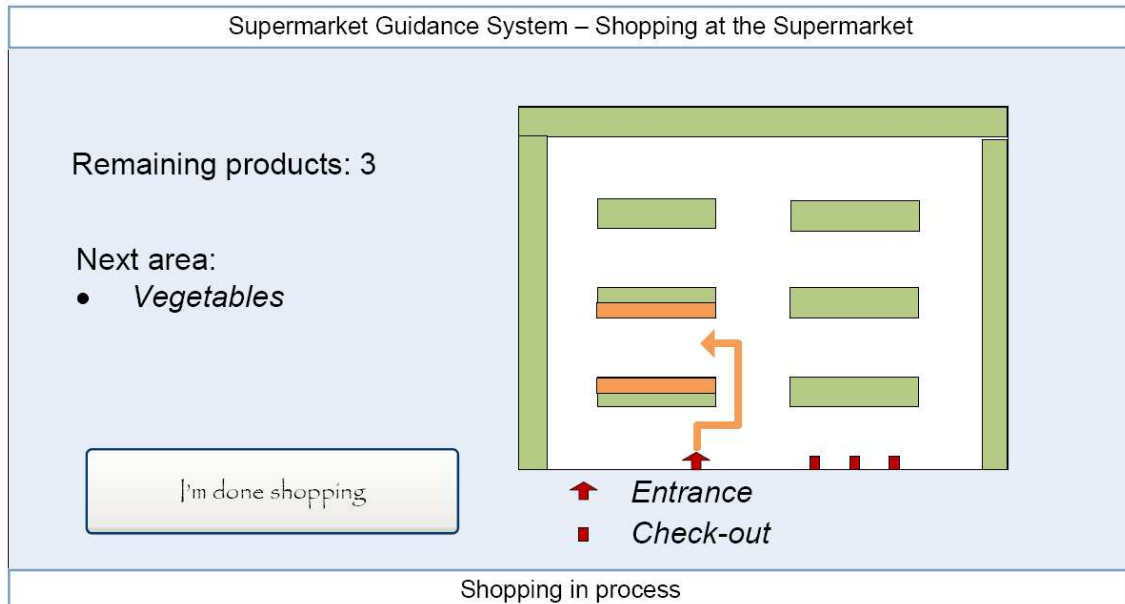 Supermarket Guidance System – Shopping at the Supermarket
Remaining products: 3
Next area:
• Vegetables
I'm done shopping
Entrance
Check-out
Shopping in process